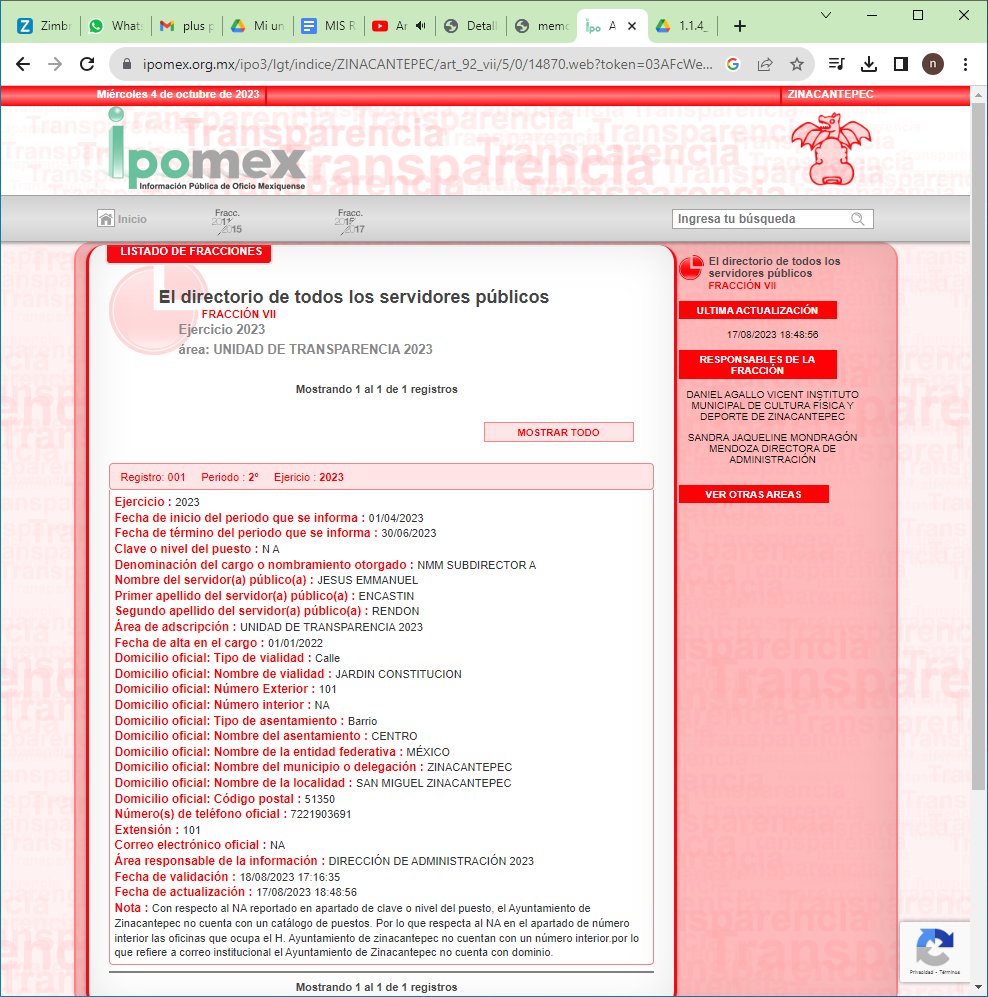 Zimbr
Whats
plus p
Mi un
MIS R
Ar
Detall
memo
ipo
A
1.1.4_
ipomex.org.mx/ipo3/lgt/indice/ZINACANTEPEC/art_92_vii/5/0/14870.web?token=03AFcWe...
n
Miércoles 4 de octubre de 2023
ZINACANTEPEC
Transparencia
ipomex
Información Pública de Oficio Mexiquense
Inicio
Fracc.
2015
Fracc.
2017
Ingresa tu búsqueda
LISTADO DE FRACCIONES
El directorio de todos los servidores públicos
FRACCIÓN VII
Ejercicio 2023
área: UNIDAD DE TRANSPARENCIA 2023
Mostrando 1 al 1 de 1 registros
MOSTRAR TODO
Registro: 001 Periodo : 2° Ejericio : 2023
Ejercicio : 2023
Fecha de inicio del periodo que se informa : 01/04/2023
Fecha de término del periodo que se informa : 30/06/2023
Clave o nivel del puesto : N A
Denominación del cargo o nombramiento otorgado : NMM SUBDIRECTOR A
Nombre del servidor(a) público(a) : JESUS EMMANUEL
Primer apellido del servidor(a) público(a) : ENCASTIN
Segundo apellido del servidor(a) público(a) : RENDON
Área de adscripción : UNIDAD DE TRANSPARENCIA 2023
Fecha de alta en el cargo : 01/01/2022
Domicilio oficial: Tipo de vialidad : Calle
Domicilio oficial: Nombre de vialidad : JARDIN CONSTITUCION
Domicilio oficial: Número Exterior : 101
Domicilio oficial: Número interior : NA
Domicilio oficial: Tipo de asentamiento : Barrio
Domicilio oficial: Nombre del asentamiento : CENTRO
Domicilio oficial: Nombre de la entidad federativa : MÉXICO
Domicilio oficial: Nombre del municipio o delegación : ZINACANTEPEC
Domicilio oficial: Nombre de la localidad : SAN MIGUEL ZINACANTEPEC
Domicilio oficial: Código postal : 51350
Número(s) de teléfono oficial : 7221903691
Extensión : 101
Correo electrónico oficial : NA
Área responsable de la información : DIRECCIÓN DE ADMINISTRACIÓN 2023
Fecha de validación : 18/08/2023 17:16:35
Fecha de actualización : 17/08/2023 18:48:56
Nota : Con respecto al NA reportado en apartado de clave o nivel del puesto, el Ayuntamiento de
Zinacantepec no cuenta con un catálogo de puestos. Por lo que respecta al NA en el apartado de número
interior las oficinas que ocupa el H. Ayuntamiento de zinacantepec no cuentan con un número interior.por lo
que refiere a correo institucional el Ayuntamiento de Zinacantepec no cuenta con dominio.
Mostrando 1 al 1 de 1 registros
El directorio de todos los
servidores públicos
FRACCIÓN VII
ULTIMA ACTUALIZACIÓN
17/08/2023 18:48:56
RESPONSABLES DE LA
FRACCIÓN
DANIEL AGALLO VICENT INSTITUTO
MUNICIPAL DE CULTURA FÍSICA Y
DEPORTE DE ZINACANTEPEC
SANDRA JAQUELINE MONDRAGÓN
MENDOZA DIRECTORA DE
ADMINISTRACIÓN
VER OTRAS AREAS
Privacidad - Términos